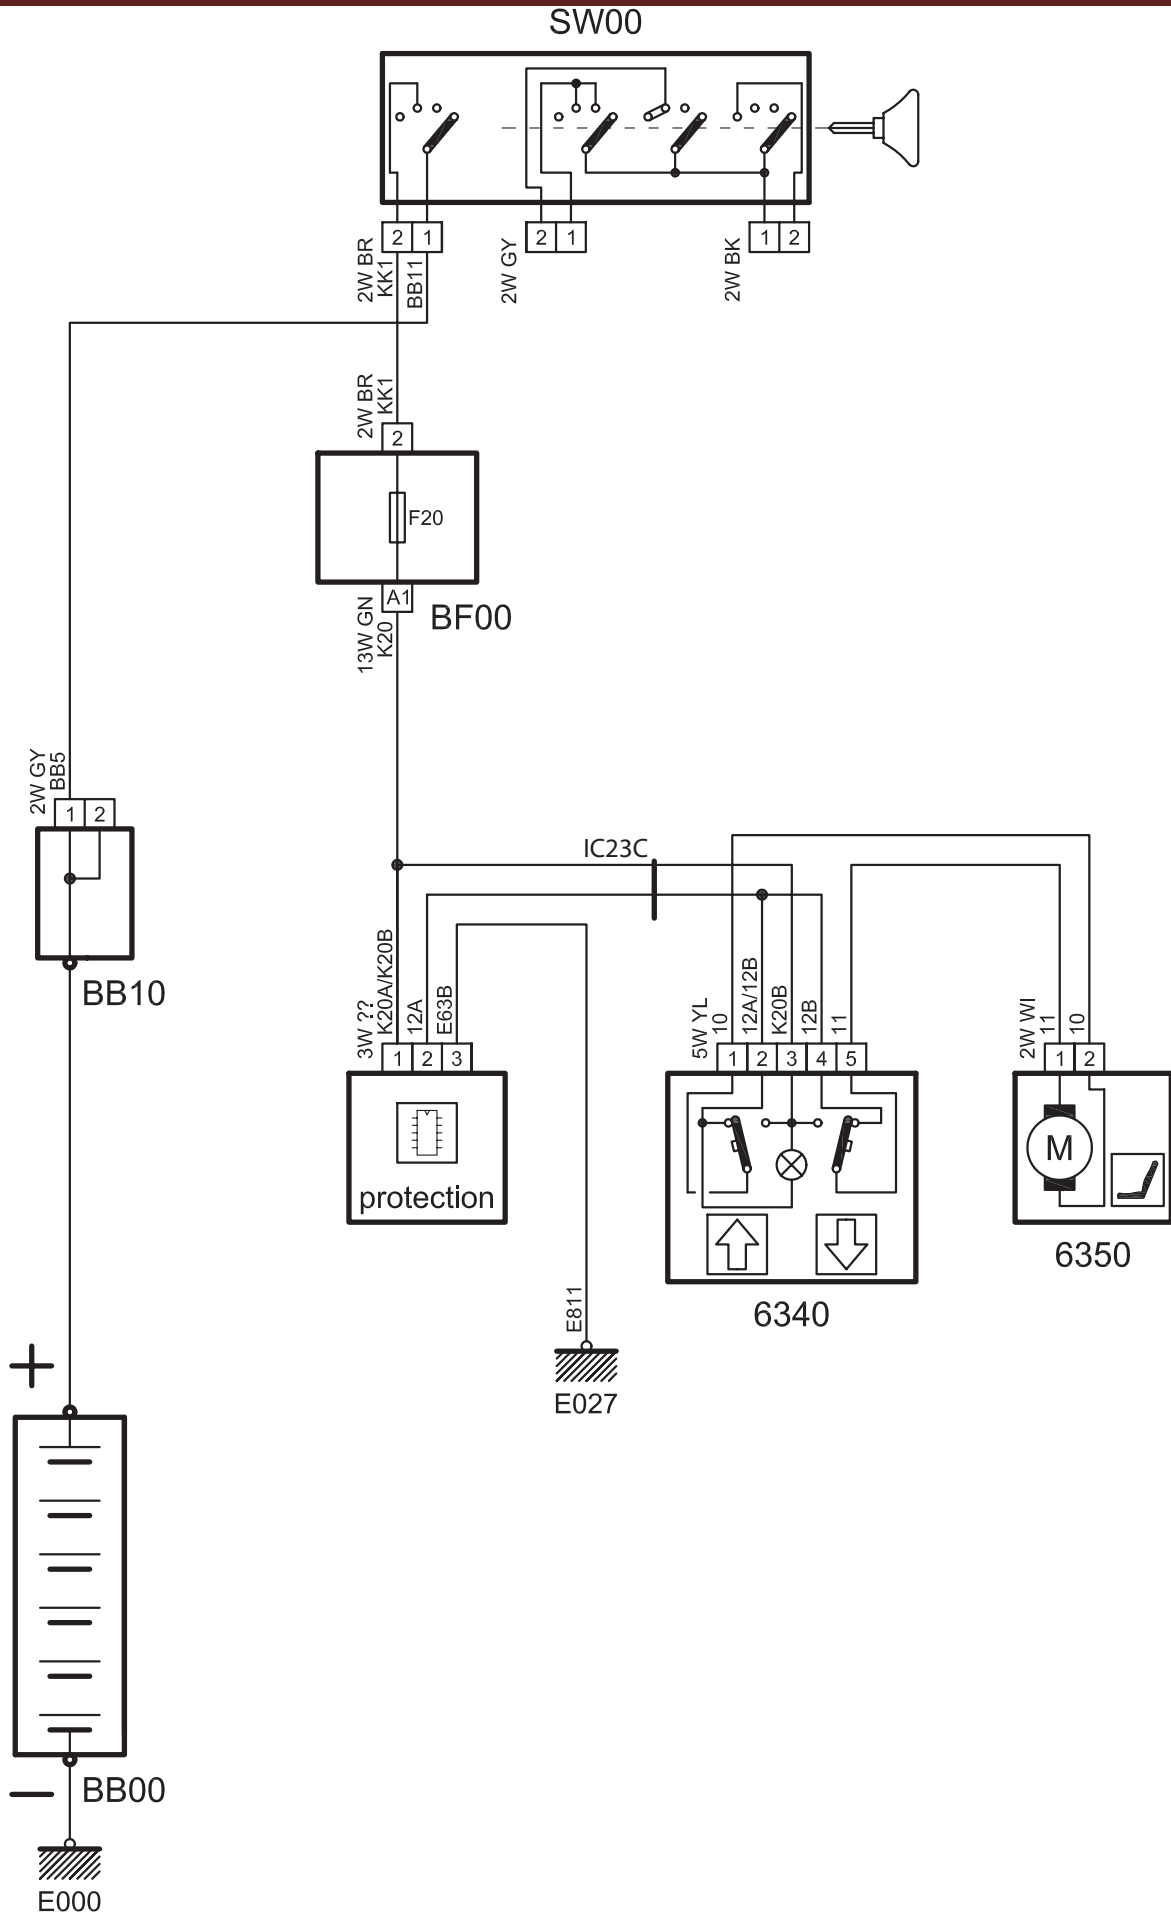 SW00
2 1
2 1
1 2
2W BR
KK1
BB11
2W GY
2W BK
2W BR
KK1
2
F20
A1
BF00
13W GN
K20
2W GY
BB5
1 2
BB10
IC23C
3W ??
K20A/K20B
12A
E63B
1 2 3
protection
5W YL
10
12A/12B
K20B
12B
11
1 2 3 4 5
6340
2W WI
11
10
1 2
M
6350
E811
E027
+
BB00
—
E000